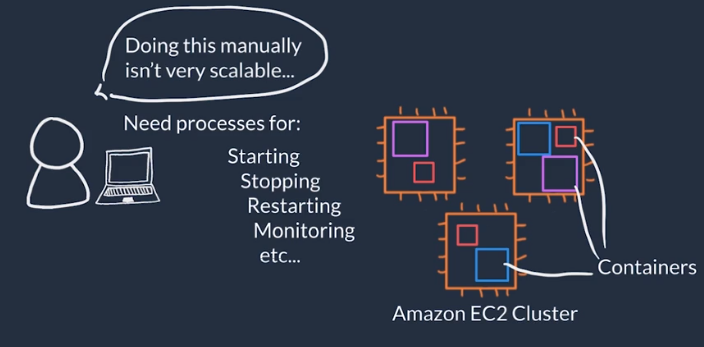 Doing this manually
isn't very scalable...
Need processes for:
Starting
Stopping
Restarting
Monitoring
etc...
Containers
Amazon EC2 Cluster